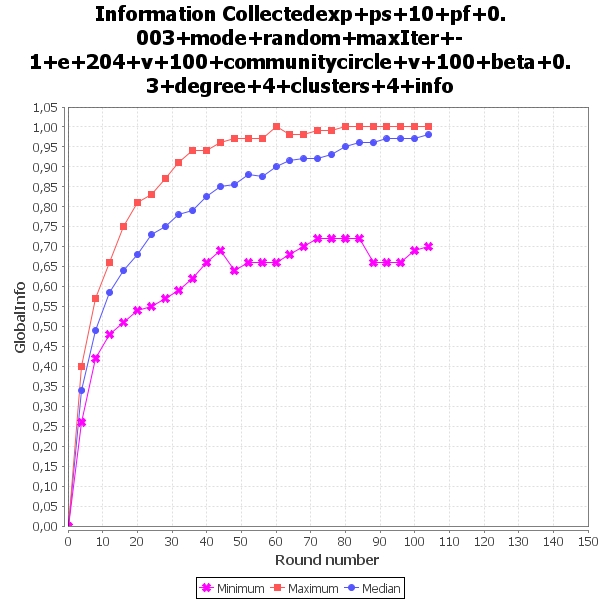 Information Collectedexp+ps+10+pf+0.
003+mode+random+maxIter+-
1+e+204+v+100+communitycircle+v+100+beta+0.
3+degree+4+clusters+4+info
GlobalInfo
1,05
1,00
0,95
0,90
0,85
0,80
0,75
0,70
0,65
0,60
0,55
0,50
0,45
0,40
0,35
0,30
0,25
0,20
0,15
0,10
0,05
0,00
0 10 20 30 40 50 60 70 80 90 100 110 120 130 140 150
Round number
Minimum Maximum Median